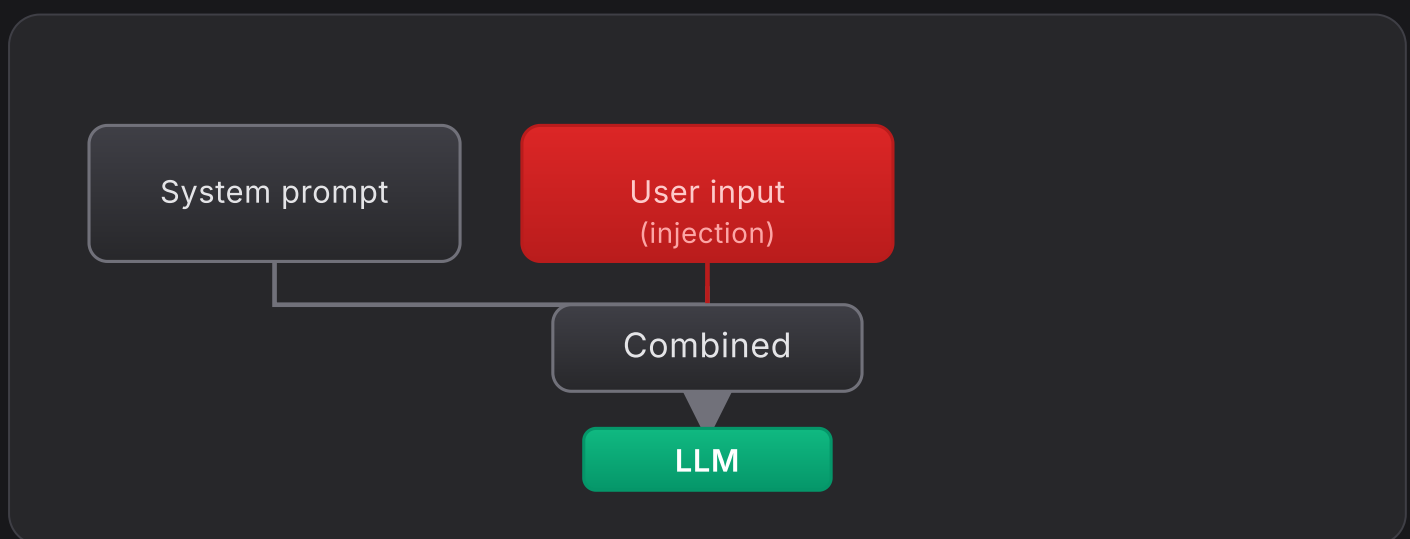 System prompt
User input
(injection)
Combined
LLM